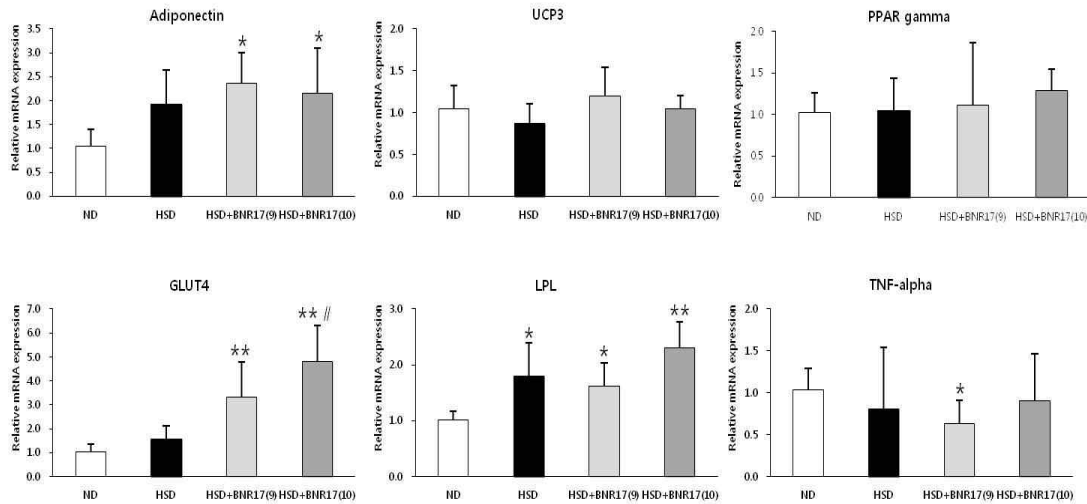 Adiponectin
Relative mRNA expression
3.5
3.0
2.5
2.0
1.5
1.0
0.5
0.0
* *
ND HSD HSD+BNR17(9) HSD+BNR17(10)
UCP3
Relative mRNA expression
2.0
1.5
1.0
0.5
0.0
ND HSD HSD+BNR17(9) HSD+BNR17(10)
PPAR gamma
Relative mRNA expression
2.0
1.5
1.0
0.5
0.0
ND HSD HSD+BNR17(9) HSD+BNR17(10)
GLUT4
Relative mRNA expression
7.0
6.0
5.0
4.0
3.0
2.0
1.0
0.0
** ** //
ND HSD HSD+BNR17(9) HSD+BNR17(10)
LPL
Relative mRNA expression
3.0
2.0
1.0
0.0
* * **
ND HSD HSD+BNR17(9) HSD+BNR17(10)
TNF-alpha
Relative mRNA expression
2.0
1.5
1.0
0.5
0.0
*
ND HSD HSD+BNR17(9) HSD+BNR17(10)